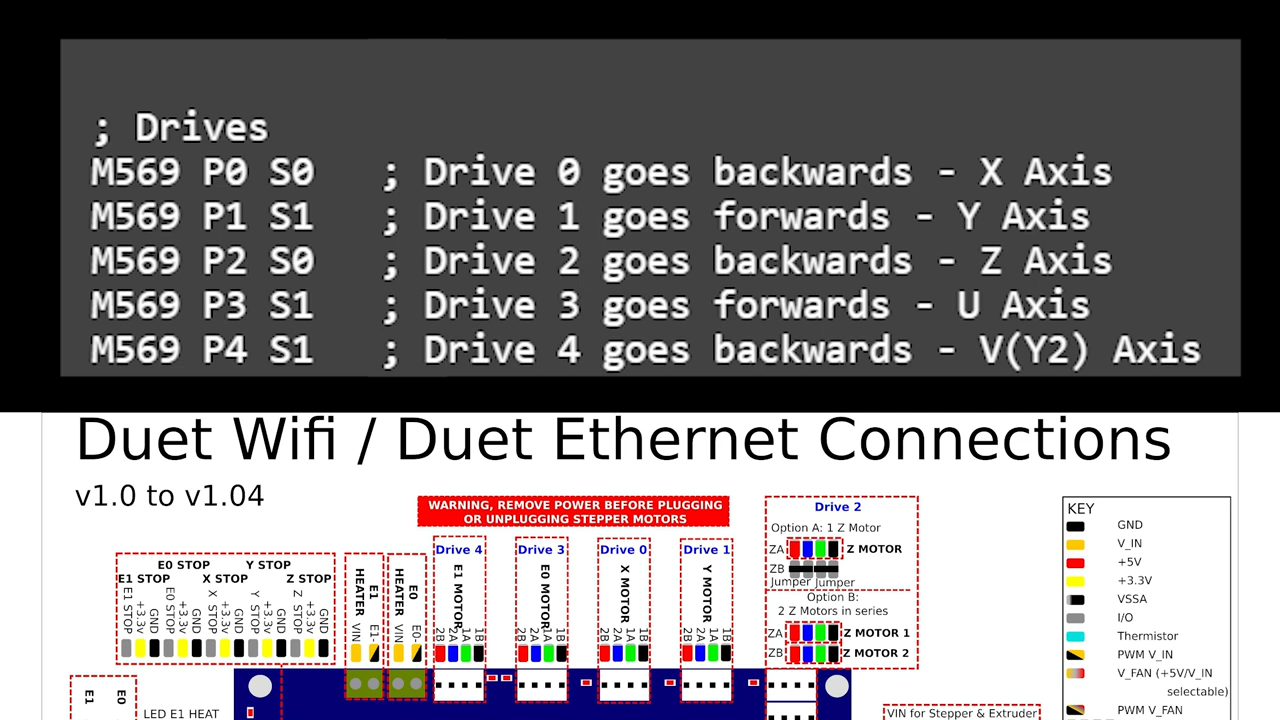 ; Drives
M569 P0 S0 ; Drive 0 goes backwards - X Axis
M569 P1 S1 ; Drive 1 goes forwards - Y Axis
M569 P2 S0 ; Drive 2 goes backwards - Z Axis
M569 P3 S1 ; Drive 3 goes forwards - U Axis
M569 P4 S1 ; Drive 4 goes backwards - V(Y2) Axis
Duet Wifi / Duet Ethernet Connections
v1.0 to v1.04
WARNING, REMOVE POWER BEFORE PLUGGING
OR UNPLUGGING STEPPER MOTORS
E0 STOP Y STOP
E1 STOP X STOP Z STOP
E1 STOP
+3.3v
GND
E0 STOP
+3.3v
GND
X STOP
+3.3v
GND
Y STOP
+3.3v
GND
Z STOP
+3.3v
GND
E1
HEATER
VIN
E1-
E0
HEATER
VIN
E0-
Drive 4
E1 MOTOR
2B 2A 1A 1B
Drive 3
E0 MOTOR
2B 2A 1A 1B
Drive 0
X MOTOR
2B 2A 1A 1B
Drive 1
Y MOTOR
2B 2A 1A 1B
Drive 2
Option A: 1 Z Motor
ZA Z MOTOR
ZB
Jumper Jumper
Option B:
2 Z Motors in series
ZA Z MOTOR 1
ZB Z MOTOR 2
KEY
GND
V_IN
+5V
+3.3V
VSSA
I/O
Thermistor
PWM V_IN
V_FAN (+5V/V_IN
selectable)
PWM V_FAN
E1
E0
LED E1 HEAT
VIN for Stepper & Extruder